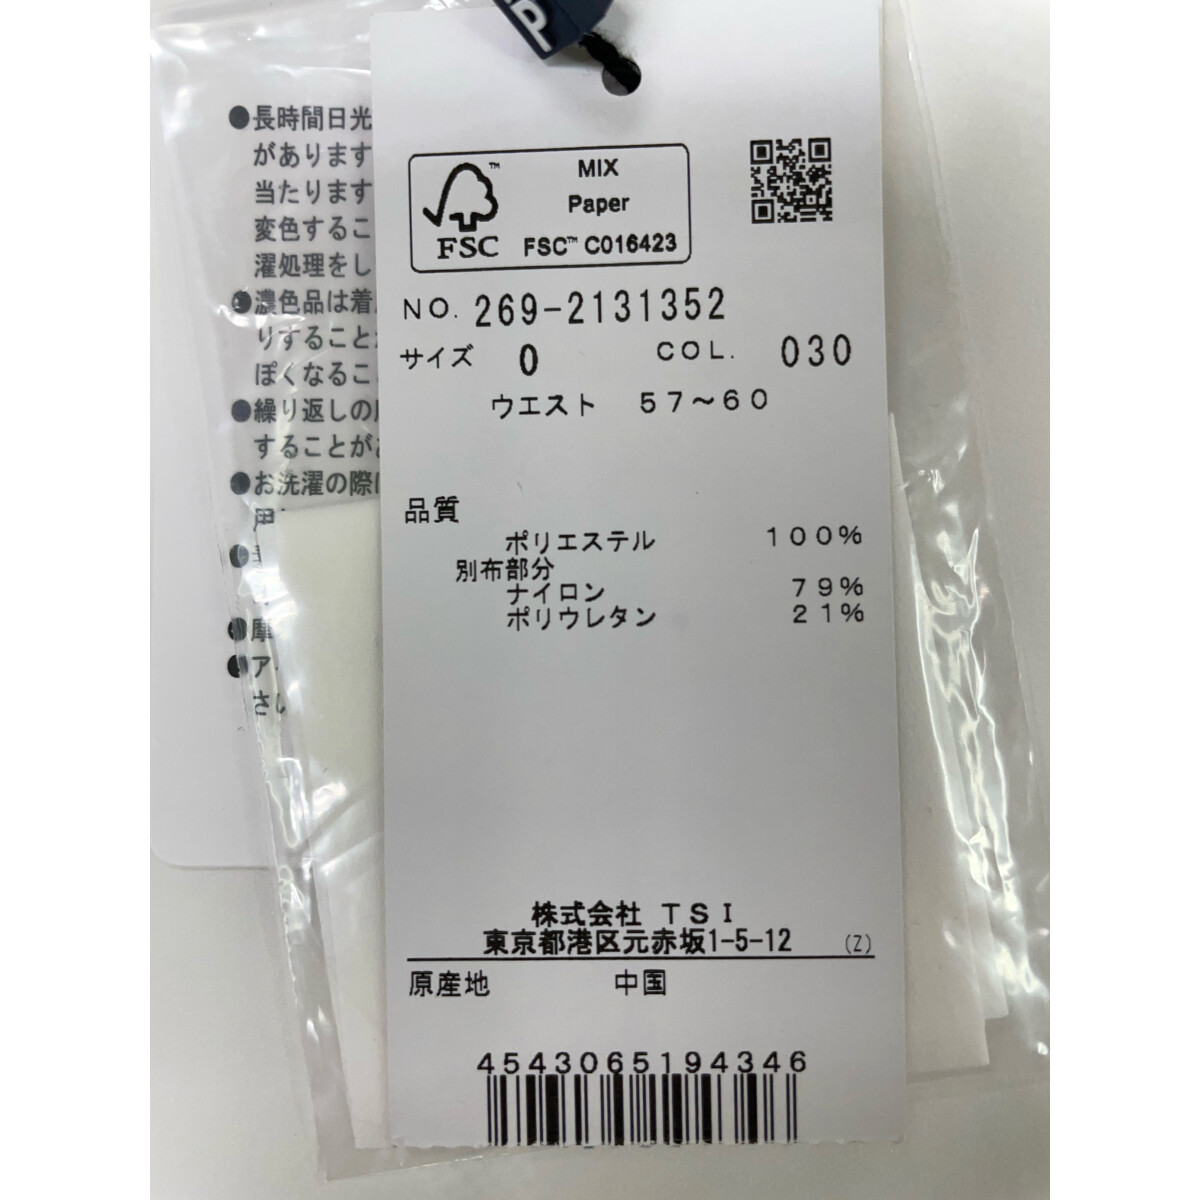 ●長時間日光
があります
当たります
変色するこ
濯処理をし
●濃色品は着
りすること
ぽくなるこ
●繰り返しの
することが
●お洗濯の際
MIX
Paper
FSC™ C016423
FSC™
NO. 269-2131352
サイズ 0 COL. 030
ウエスト 57～60
品質
ポリエステル 100%
別布部分
ナイロン 79%
ポリウレタン 21%
株式会社 TSI
東京都港区元赤坂1-5-12 (Z)
原産地 中国
4543065194346